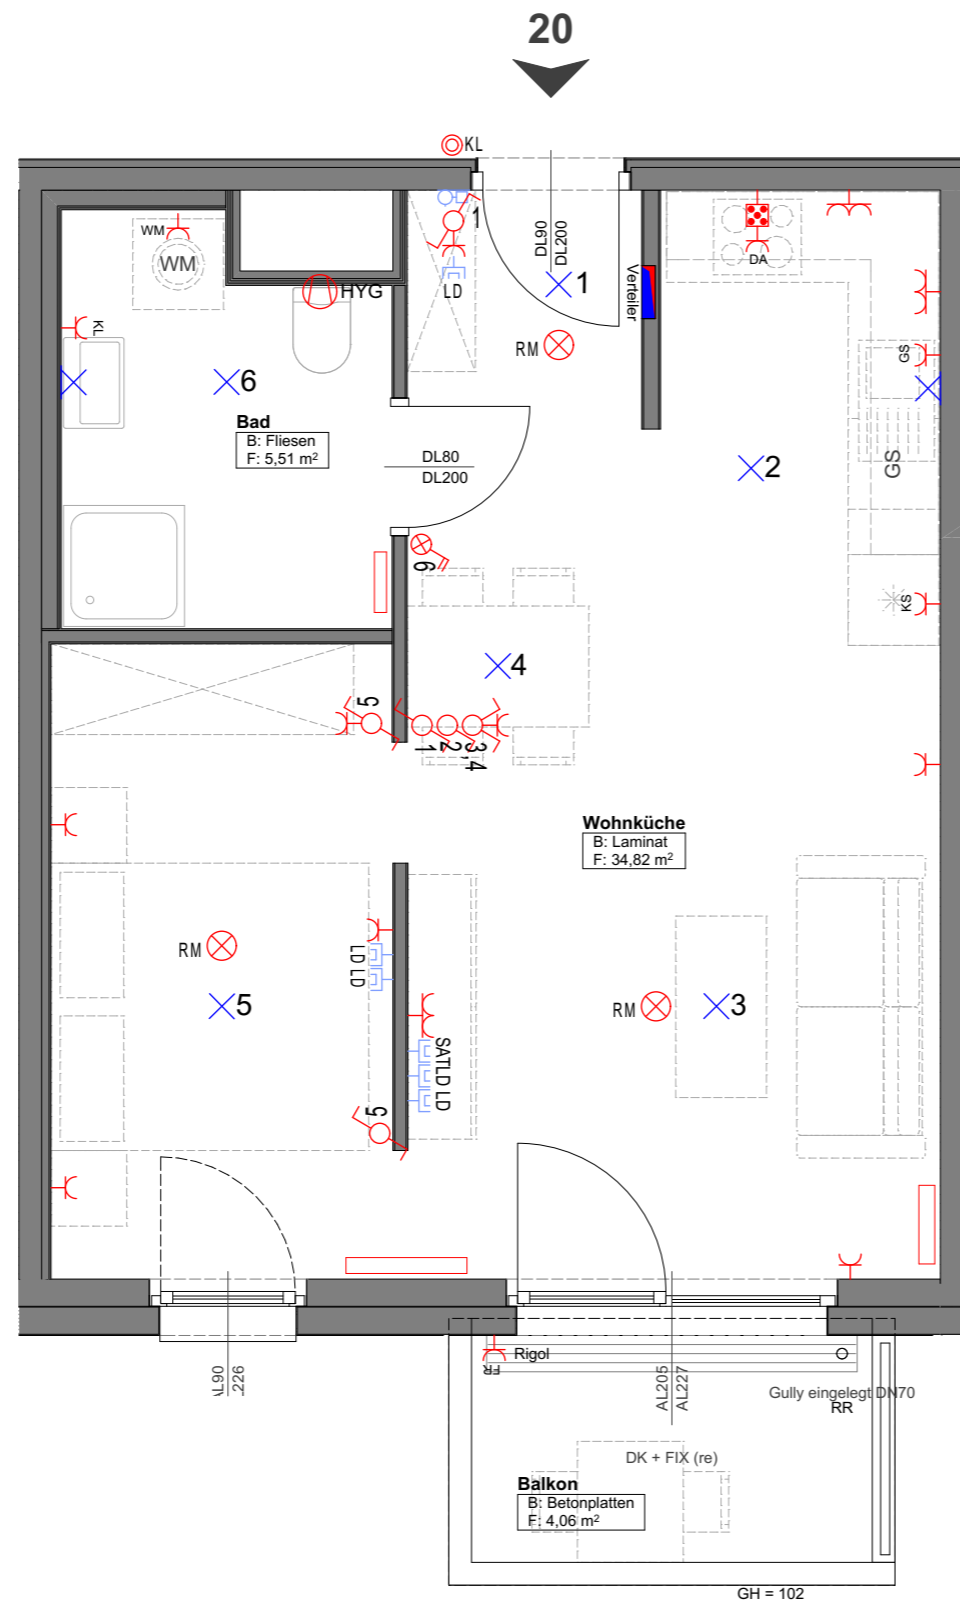 20
KL
1
LD
DL90
DL200
1
Verteiler
RM
DA
WM
WM
HYG
KL
GS
GS
6
Bad
B: Fliesen
F: 5,51 m²
DL80
DL200
2
6
KS
4
5
1
2
3,4
Wohnküche
B: Laminat
F: 34,82 m²
RM
LD LD
5
RM
3
SAT LD LD
5
FR
Rigol
AL90
226
AL205
AL227
Gully eingelegt DN70
RR
DK + FIX (re)
Balkon
B: Betonplatten
F: 4,06 m²
GH = 102